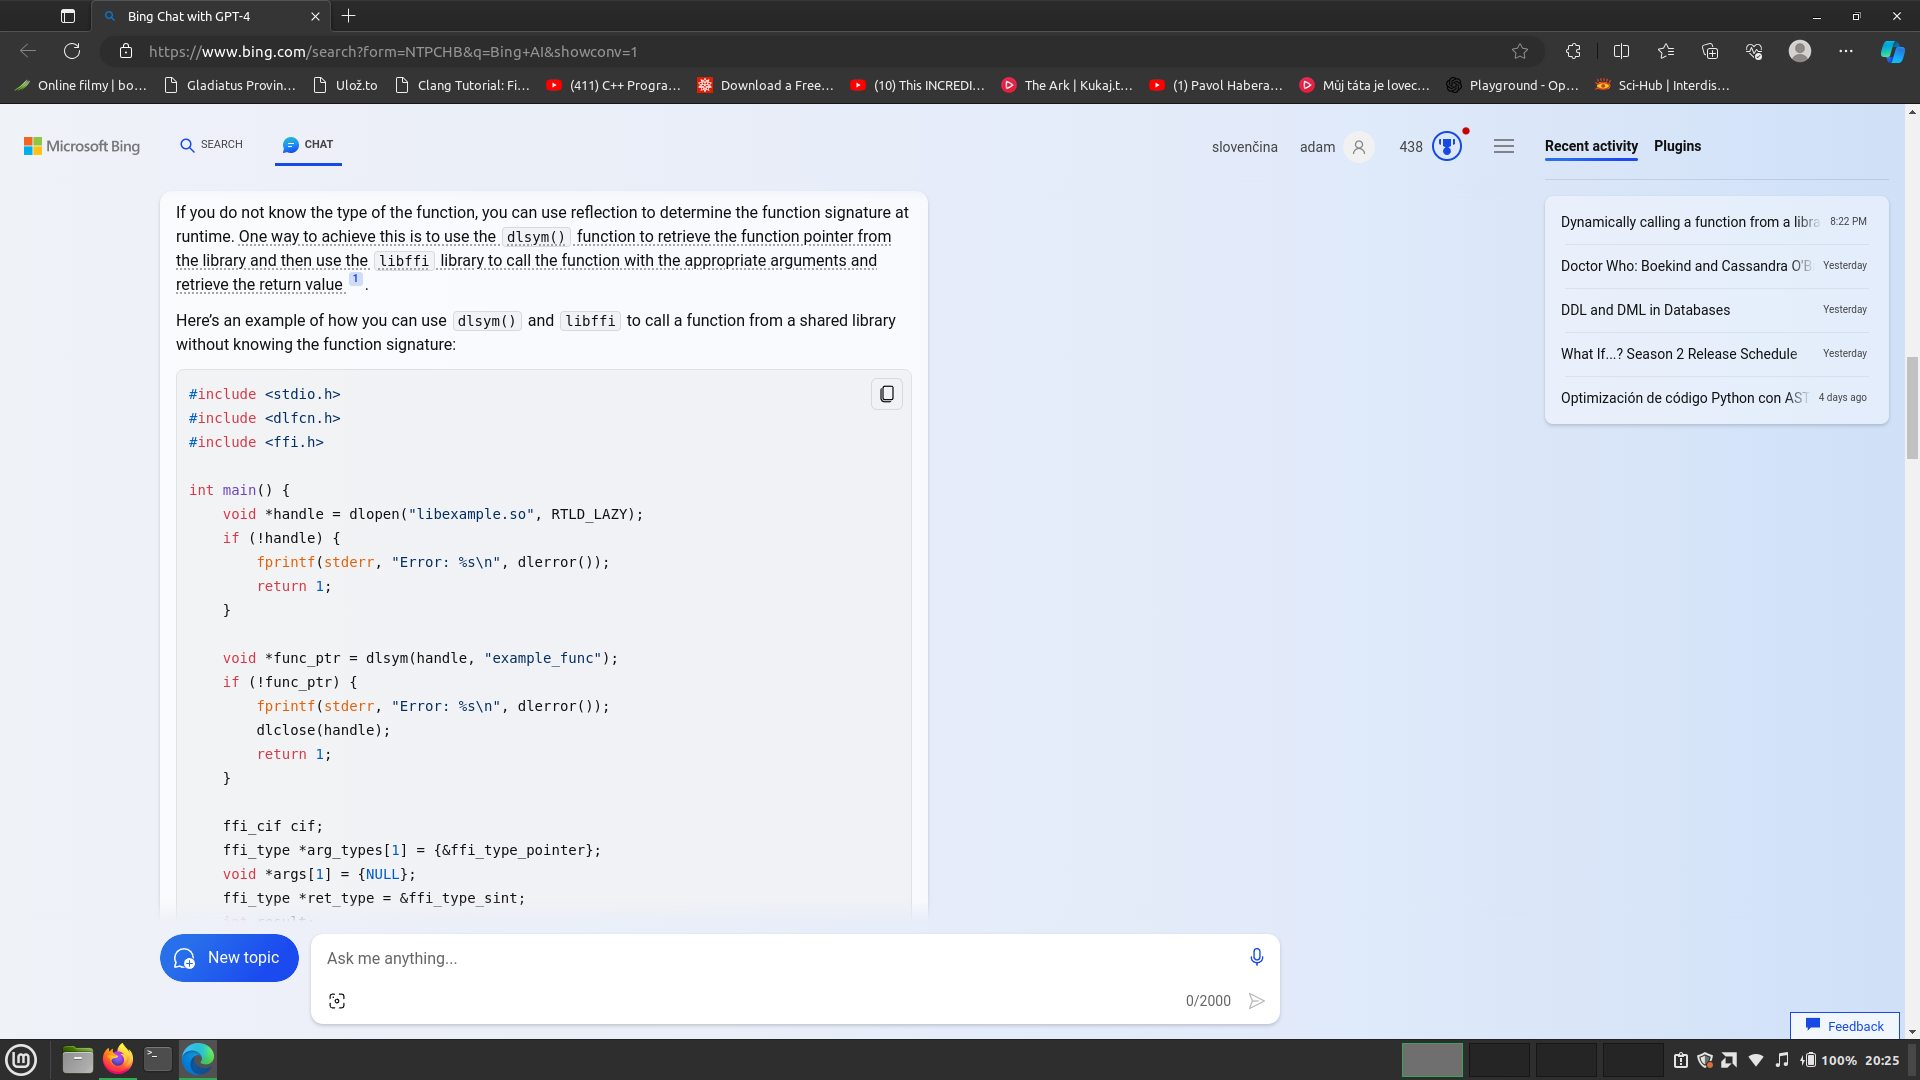 Bing Chat with GPT-4
https://www.bing.com/search?form=NTPCHB&q=Bing+AI&showconv=1
Online filmy | bo...
Gladiatus Provin...
Ulož.to
Clang Tutorial: Fi...
(411) C++ Progra...
Download a Free...
(10) This INCREDI...
The Ark | Kukaj.t...
(1) Pavol Habera...
Můj táta je lovec...
Playground - Op...
Sci-Hub | Interdis...
Microsoft Bing
SEARCH
CHAT
slovenčina
adam
438
Recent activity
Plugins
If you do not know the type of the function, you can use reflection to determine the function signature at
runtime. One way to achieve this is to use the dlsym() function to retrieve the function pointer from
the library and then use the libffi library to call the function with the appropriate arguments and
retrieve the return value 1 .
Here’s an example of how you can use dlsym() and libffi to call a function from a shared library
without knowing the function signature:
#include <stdio.h>
#include <dlfcn.h>
#include <ffi.h>
int main() {
    void *handle = dlopen("libexample.so", RTLD_LAZY);
    if (!handle) {
        fprintf(stderr, "Error: %s\n", dlerror());
        return 1;
    }
    void *func_ptr = dlsym(handle, "example_func");
    if (!func_ptr) {
        fprintf(stderr, "Error: %s\n", dlerror());
        dlclose(handle);
        return 1;
    }
    ffi_cif cif;
    ffi_type *arg_types[1] = {&ffi_type_pointer};
    void *args[1] = {NULL};
    ffi_type *ret_type = &ffi_type_sint;
    int result;
Dynamically calling a function from a libra 8:22 PM
Doctor Who: Boekind and Cassandra O'B Yesterday
DDL and DML in Databases Yesterday
What If...? Season 2 Release Schedule Yesterday
Optimización de código Python con AST 4 days ago
New topic
Ask me anything...
0/2000
Feedback
100% 20:25